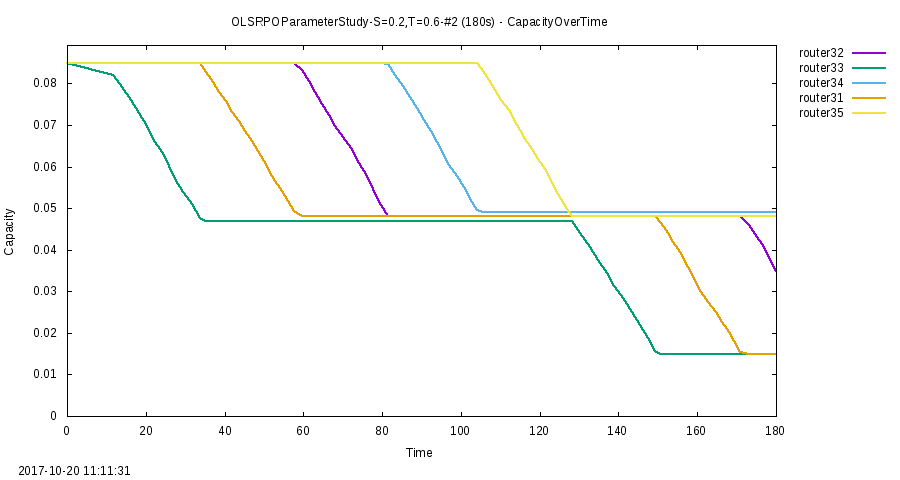 OLSRPOParameterStudy-S=0.2,T=0.6-#2 (180s) - CapacityOverTime
router32
router33
router34
router31
router35
0.08
0.07
0.06
0.05
0.04
0.03
0.02
0.01
0
Capacity
0 20 40 60 80 100 120 140 160 180
Time
2017-10-20 11:11:31